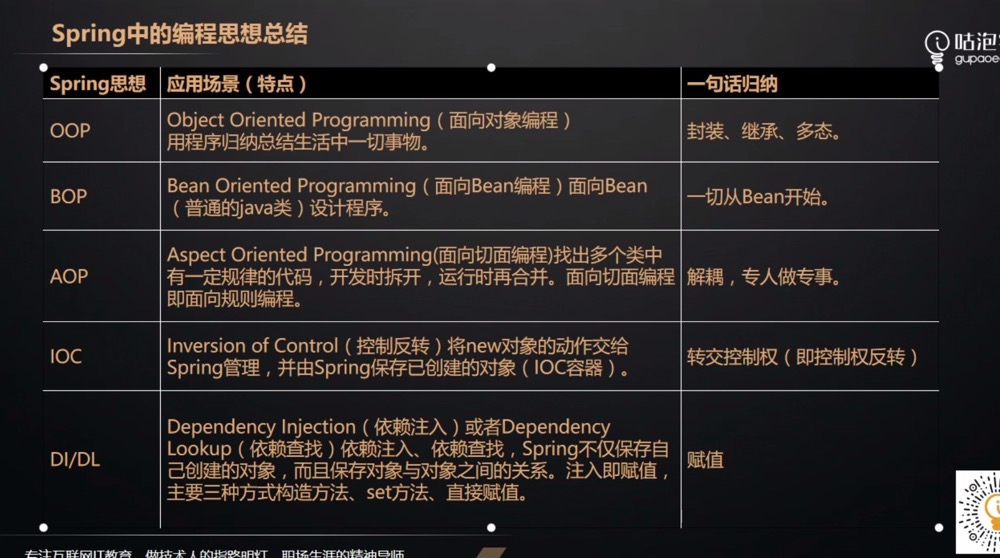 Spring中的编程思想总结
咕泡
gupaoe
Spring思想
应用场景（特点）
一句话归纳
OOP
Object Oriented Programming（面向对象编程）
用程序归纳总结生活中一切事物。
封装、继承、多态。
BOP
Bean Oriented Programming（面向Bean编程）面向Bean
（普通的java类）设计程序。
一切从Bean开始。
AOP
Aspect Oriented Programming(面向切面编程)找出多个类中
有一定规律的代码，开发时拆开，运行时再合并。面向切面编程
即面向规则编程。
解耦，专人做专事。
IOC
Inversion of Control（控制反转）将new对象的动作交给
Spring管理，并由Spring保存已创建的对象（IOC容器）。
转交控制权（即控制权反转）
DI/DL
Dependency Injection（依赖注入）或者Dependency
Lookup（依赖查找）依赖注入、依赖查找，Spring不仅保存自
己创建的对象，而且保存对象与对象之间的关系。注入即赋值，
主要三种方式构造方法、set方法、直接赋值。
赋值
专注互联网IT教育，做技术人的指路明灯，职场生涯的精神导师